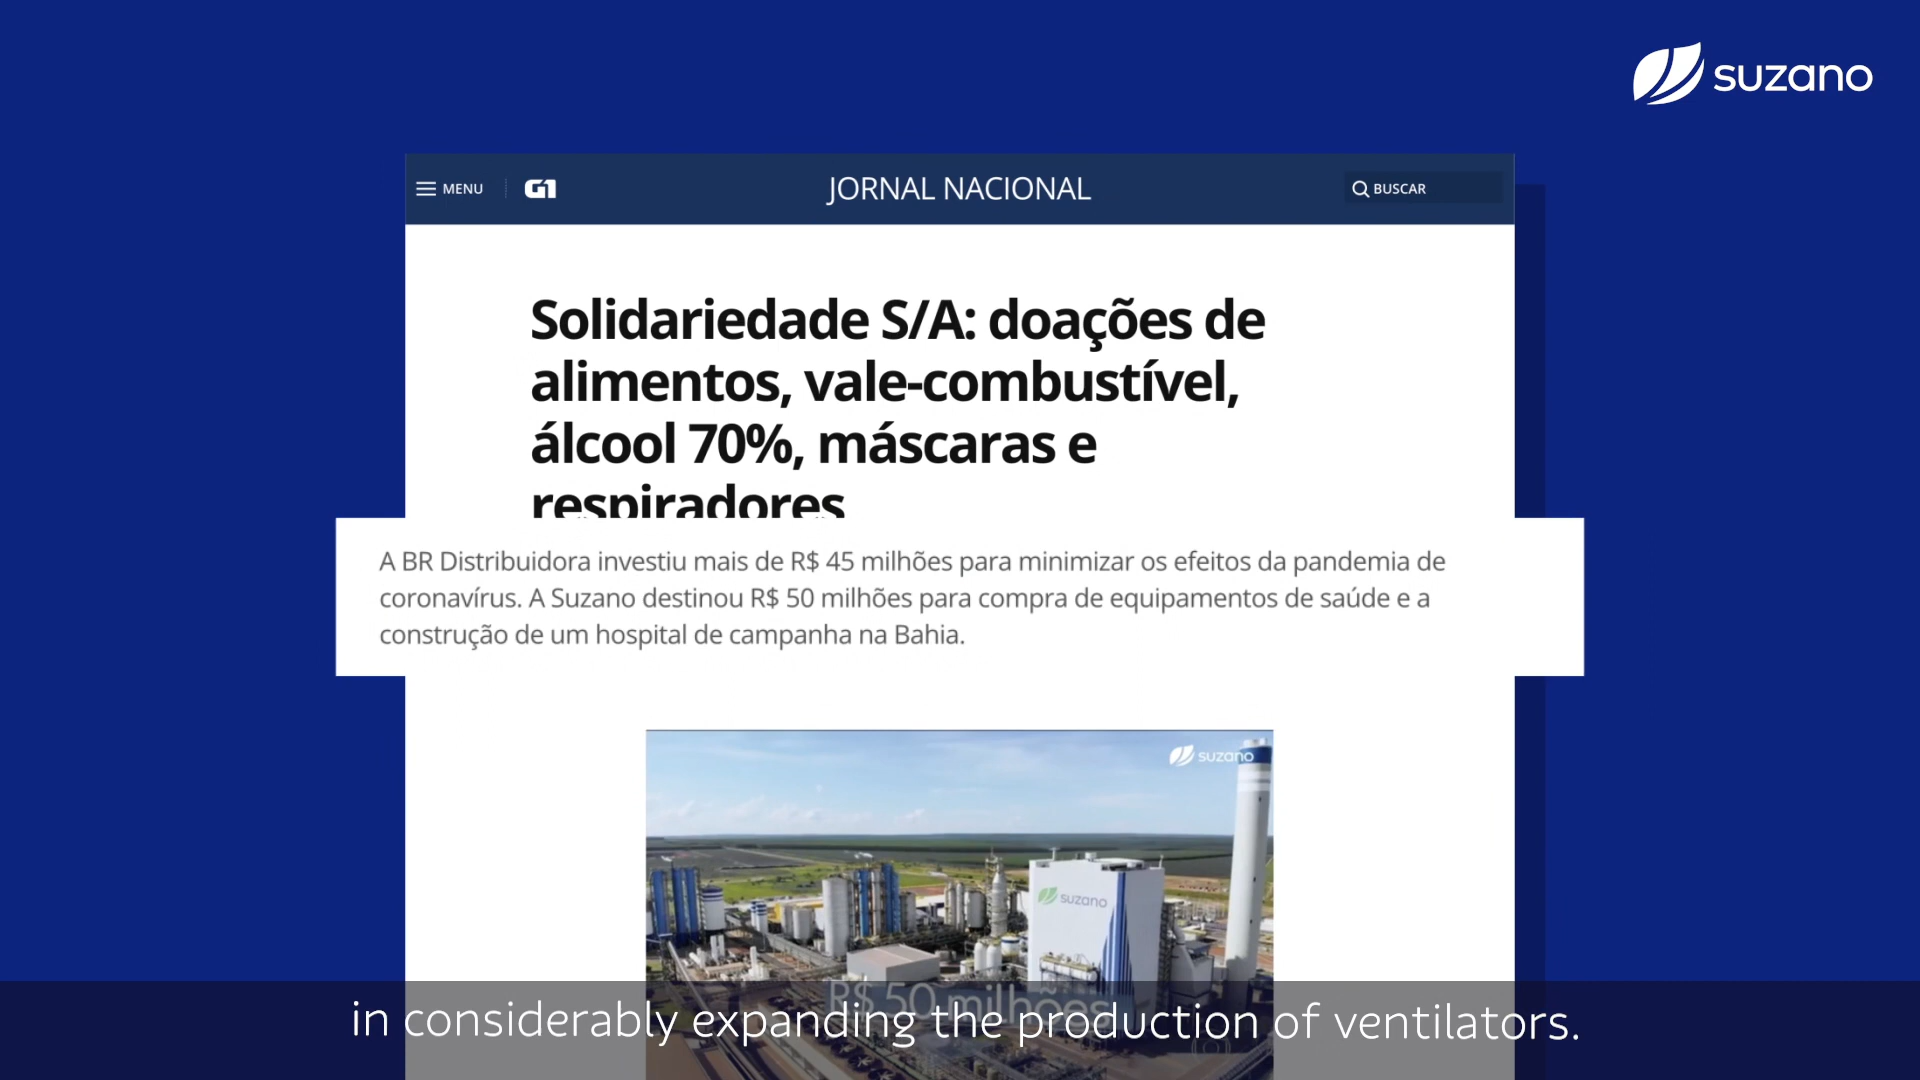 suzano
MENU
G1
JORNAL NACIONAL
BUSCAR
Solidariedade S/A: doações de
alimentos, vale-combustível,
álcool 70%, máscaras e
respiradores
A BR Distribuidora investiu mais de R$ 45 milhões para minimizar os efeitos da pandemia de
coronavírus. A Suzano destinou R$ 50 milhões para compra de equipamentos de saúde e a
construção de um hospital de campanha na Bahia.
suzano
suzano
R$ 50 milhões
in considerably expanding the production of ventilators.